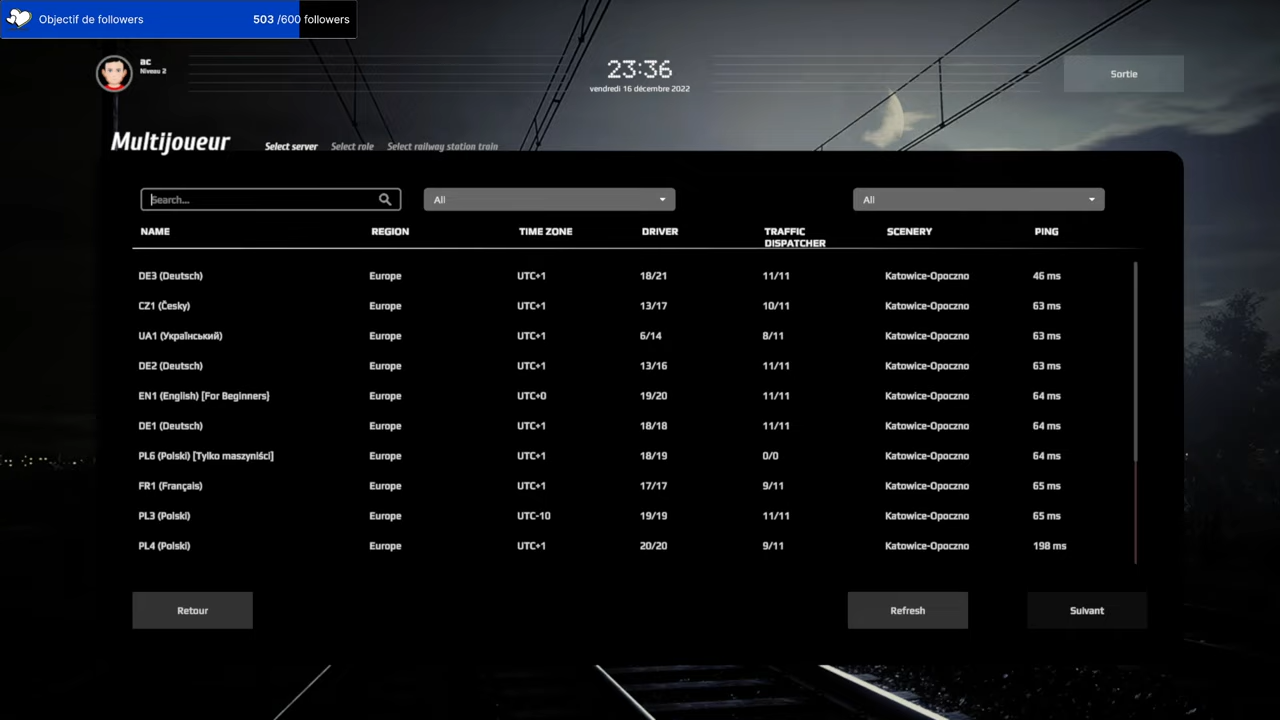 Objectif de followers 503 /600 followers
ac
Niveau 2
23:36
vendredi 16 décembre 2022
Sortie
Multijoueur Select server Select role Select railway station train
Search... All All
NAME REGION TIME ZONE DRIVER TRAFFIC DISPATCHER SCENERY PING
DE3 (Deutsch) Europe UTC+1 18/21 11/11 Katowice-Opoczno 46 ms
CZ1 (Česky) Europe UTC+1 13/17 10/11 Katowice-Opoczno 63 ms
UA1 (Український) Europe UTC+1 6/14 8/11 Katowice-Opoczno 63 ms
DE2 (Deutsch) Europe UTC+1 13/16 11/11 Katowice-Opoczno 63 ms
EN1 (English) [For Beginners} Europe UTC+0 19/20 11/11 Katowice-Opoczno 64 ms
DE1 (Deutsch) Europe UTC+1 18/18 11/11 Katowice-Opoczno 64 ms
PL6 (Polski) [Tylko maszyniści] Europe UTC+1 18/19 0/0 Katowice-Opoczno 64 ms
FR1 (Français) Europe UTC+1 17/17 9/11 Katowice-Opoczno 65 ms
PL3 (Polski) Europe UTC-10 19/19 11/11 Katowice-Opoczno 65 ms
PL4 (Polski) Europe UTC+1 20/20 9/11 Katowice-Opoczno 198 ms
Retour Refresh Suivant